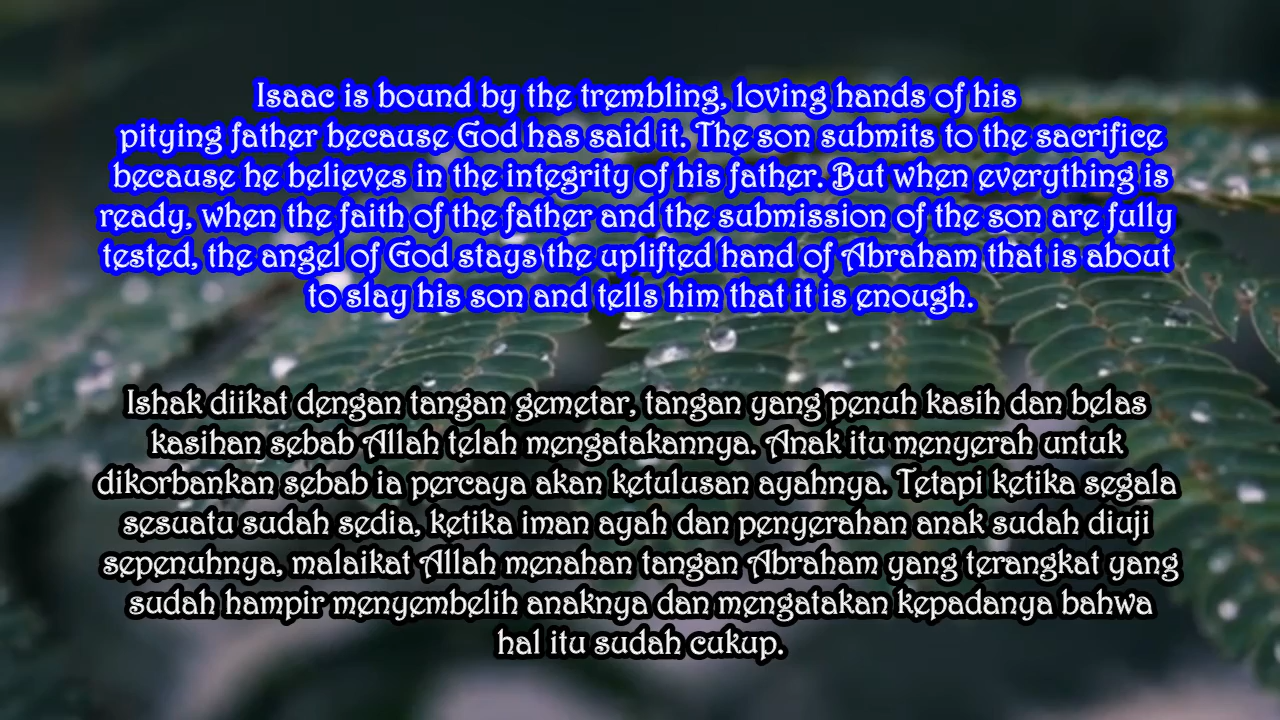 Isaac is bound by the trembling, loving hands of his
pitying father because God has said it. The son submits to the sacrifice
because he believes in the integrity of his father. But when everything is
ready, when the faith of the father and the submission of the son are fully
tested, the angel of God stays the uplifted hand of Abraham that is about
to slay his son and tells him that it is enough.
Ishak diikat dengan tangan gemetar, tangan yang penuh kasih dan belas
kasihan sebab Allah telah mengatakannya. Anak itu menyerah untuk
dikorbankan sebab ia percaya akan ketulusan ayahnya. Tetapi ketika segala
sesuatu sudah sedia, ketika iman ayah dan penyerahan anak sudah diuji
sepenuhnya, malaikat Allah menahan tangan Abraham yang terangkat yang
sudah hampir menyembelih anaknya dan mengatakan kepadanya bahwa
hal itu sudah cukup.